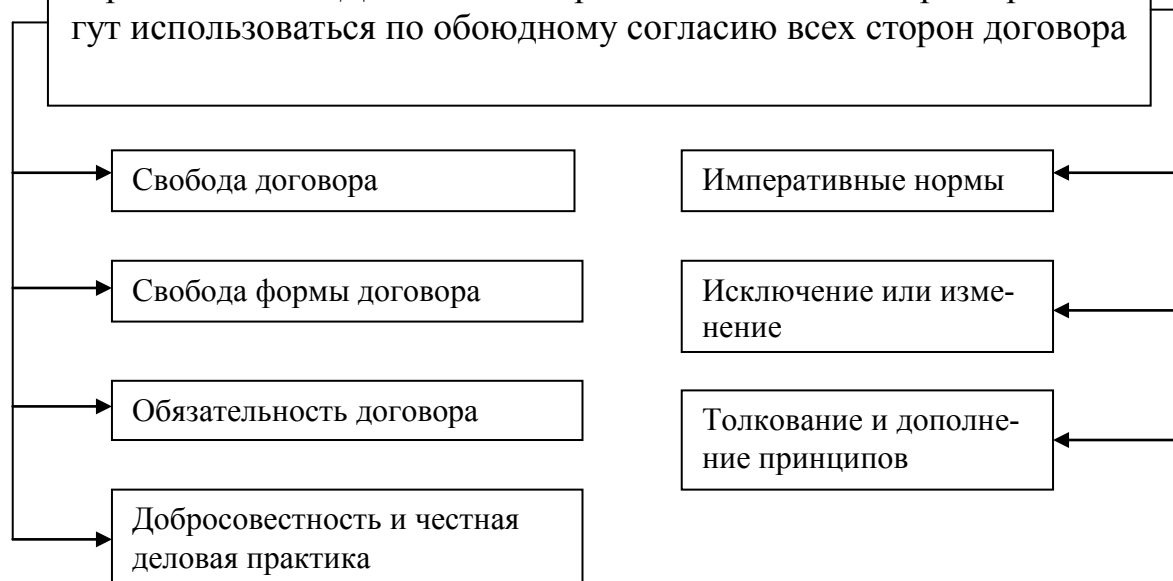 гут использоваться по обоюдному согласию всех сторон договора
Свобода договора
Императивные нормы
Свобода формы договора
Исключение или изме-
нение
Обязательность договора
Толкование и дополне-
ние принципов
Добросовестность и честная
деловая практика